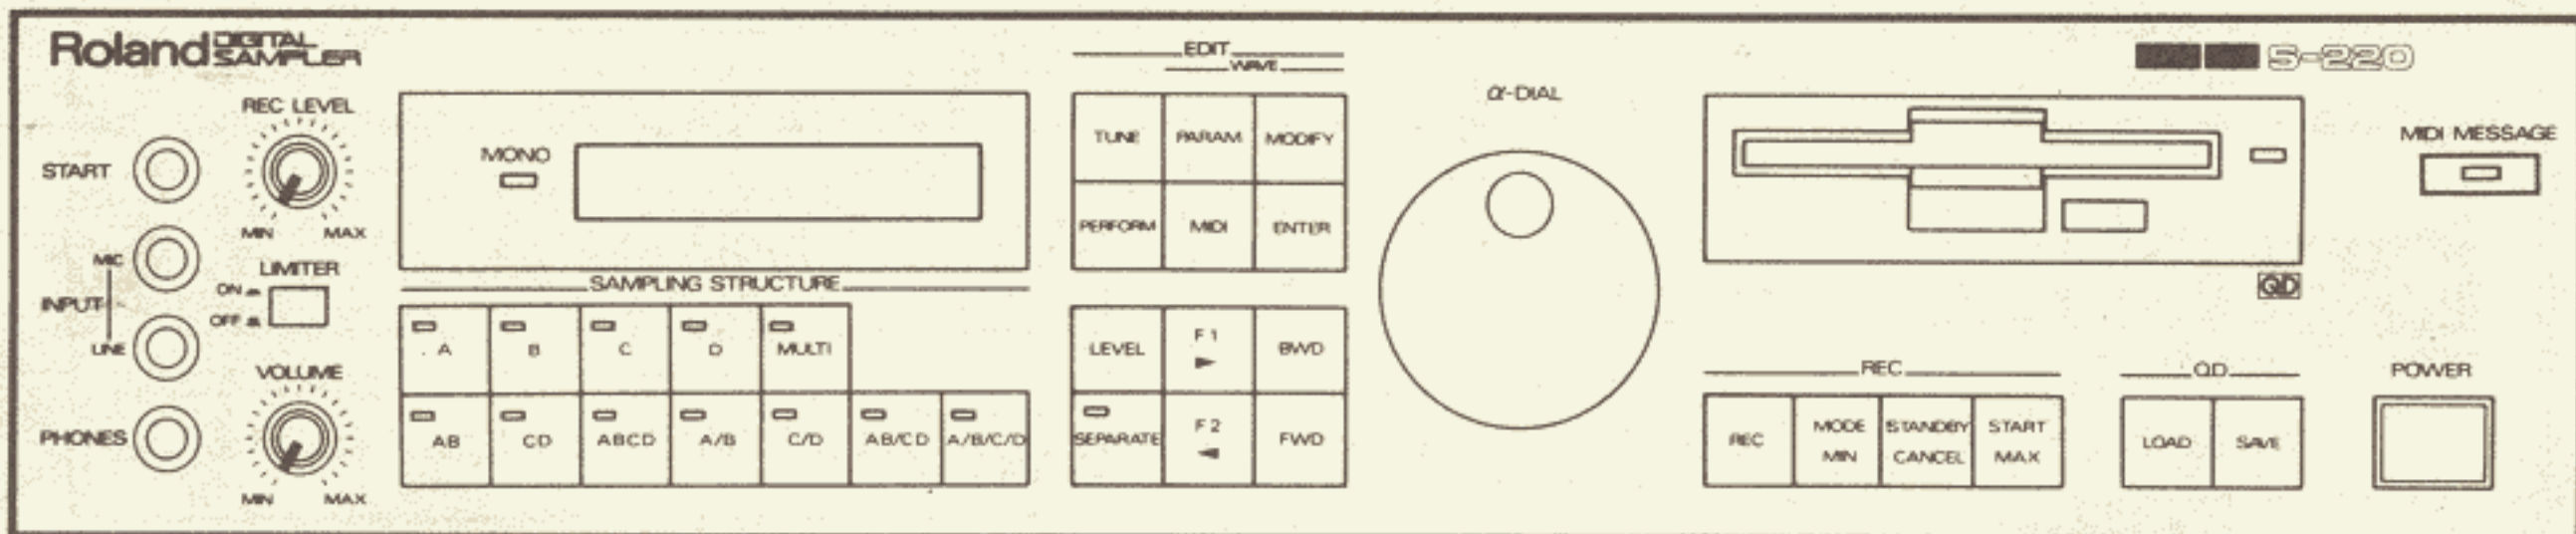 Roland DIGITAL SAMPLER
S-220
REC LEVEL
MIN MAX
START
MIC
INPUT
LINE
PHONES
LIMITER
ON
OFF
VOLUME
MIN MAX
MONO
SAMPLING STRUCTURE
A B C D MULTI
AB CD ABCD A/B C/D AB/CD A/B/C/D
EDIT
WAVE
TUNE PARAM MODIFY
PERFORM MIDI ENTER
LEVEL F1 ► BWD
SEPARATE F2 ◄ FWD
α-DIAL
MIDI MESSAGE
QD
REC
REC MODE MIN STANDBY CANCEL START MAX
QD
LOAD SAVE
POWER